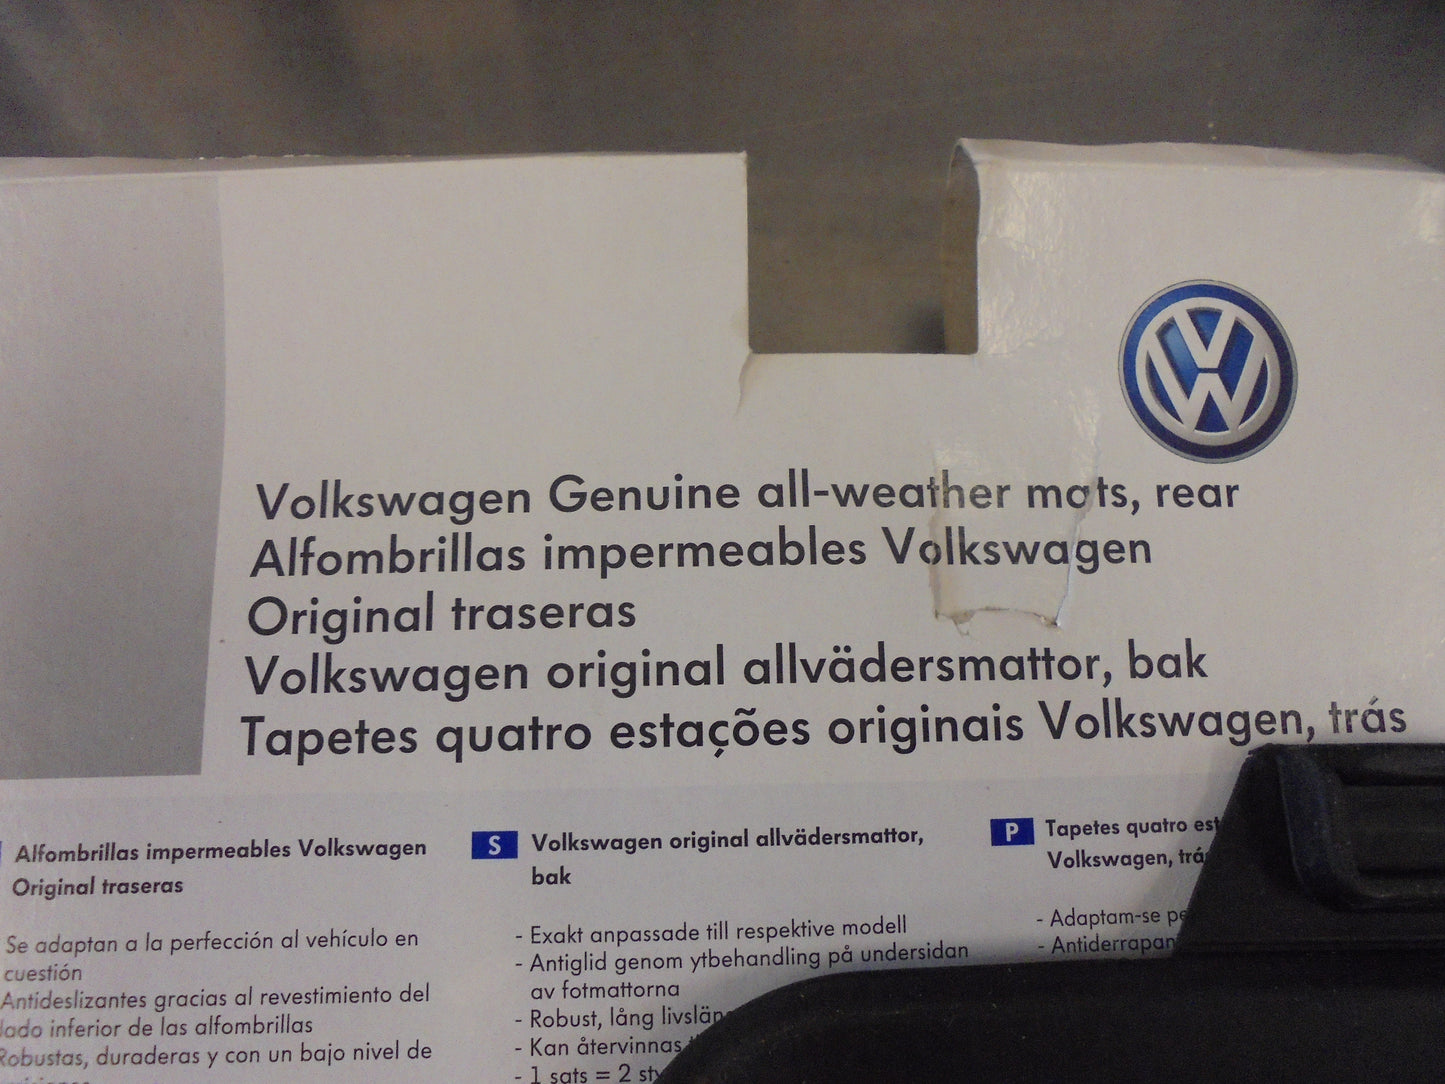 Volkswagen Genuine all-weather mats, rear
Alfombrillas impermeables Volkswagen
Original traseras
Volkswagen original allvädersmattor, bak
Tapetes quatro estações originais Volkswagen, trás
Alfombrillas impermeables Volkswagen
Original traseras
Se adaptan a la perfección al vehículo en
cuestión
Antideslizantes gracias al revestimiento del
lado inferior de las alfombrillas
Robustas, duraderas y con un bajo nivel de
S
Volkswagen original allvädersmattor,
bak
- Exakt anpassade till respektive modell
- Antiglid genom ytbehandling på undersidan
av fotmattorna
- Robust, lång
- Kan återvinnas
- 1 sats = 2
P
Tapetes quatro
Volkswagen,
- Adaptam-se
-